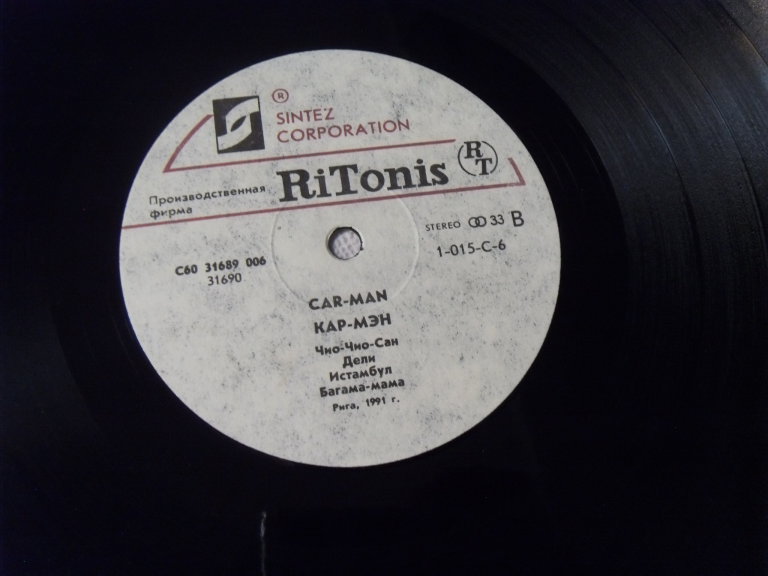 ®
SINTEZ
CORPORATION
Производственная
фирма
RiTonis
RT
STEREO 33 B
1-015-C-6
С60 31689 006
31690
CAR-MAN
КАР-МЭН
Чио-Чио-Сан
Дели
Истамбул
Багама-мама
Рига, 1991 г.